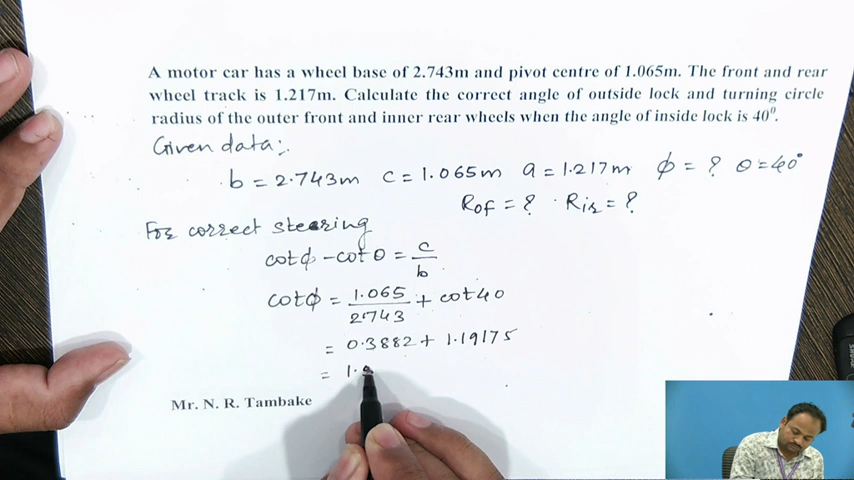 A motor car has a wheel base of 2.743m and pivot centre of 1.065m. The front and rear
wheel track is 1.217m. Calculate the correct angle of outside lock and turning circle
radius of the outer front and inner rear wheels when the angle of inside lock is 40⁰.
Given data:.
b = 2.743m c = 1.065m a = 1.217m ϕ = ? θ = 40°
Rof = ? Rir = ?
For correct steering
cotϕ - cotθ = c/b
cotϕ = 1.065/2.743 + cot40
= 0.3882 + 1.19175
= 1.
Mr. N. R. Tambake